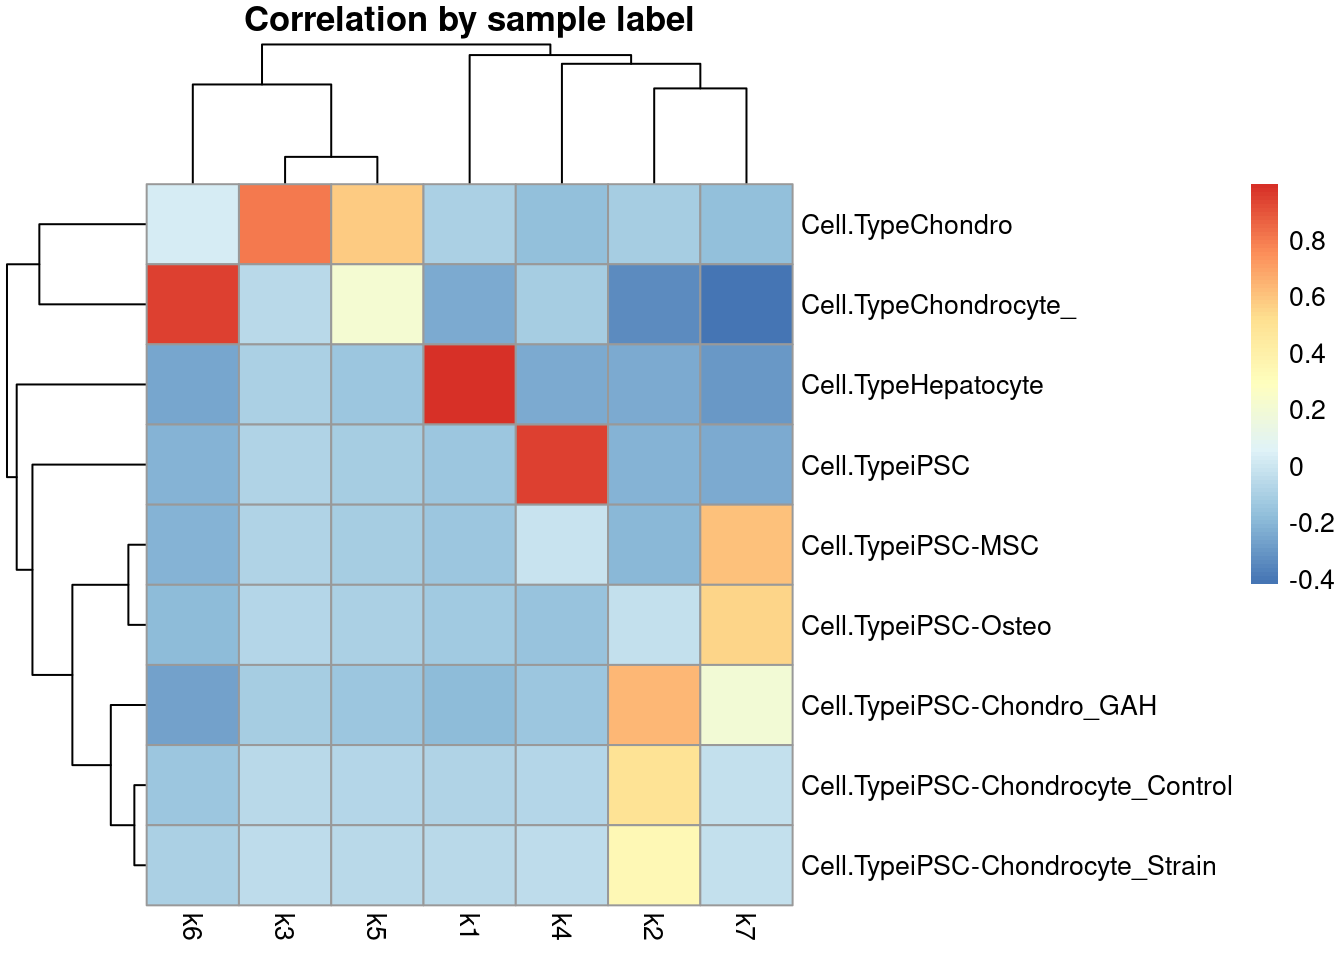 Correlation by sample label
Cell.TypeChondro
Cell.TypeChondrocyte_
Cell.TypeHepatocyte
Cell.TypeiPSC
Cell.TypeiPSC-MSC
Cell.TypeiPSC-Osteo
Cell.TypeiPSC-Chondro_GAH
Cell.TypeiPSC-Chondrocyte_Control
Cell.TypeiPSC-Chondrocyte_Strain
k6
k3
k5
k1
k4
k2
k7
0.8
0.6
0.4
0.2
0
-0.2
-0.4